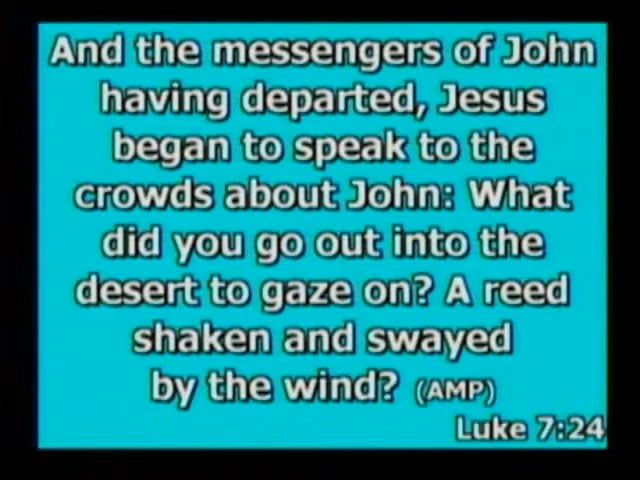 And the messengers of John
having departed, Jesus
began to speak to the
crowds about John: What
did you go out into the
desert to gaze on? A reed
shaken and swayed
by the wind? (AMP)
Luke 7:24